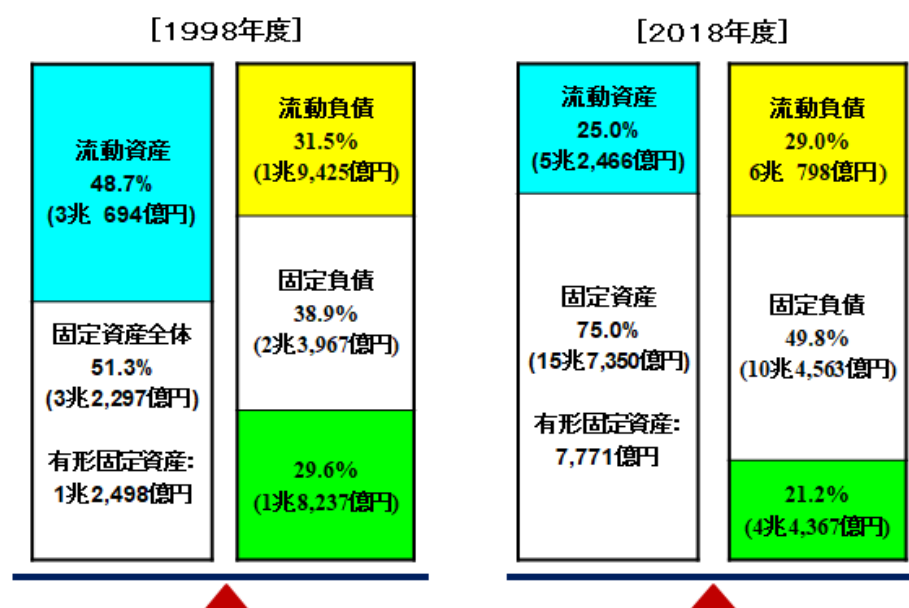 [1998年度]
流動資産
48.7%
(3兆 694億円)
固定資産全体
51.3%
(3兆2,297億円)
有形固定資産:
1兆2,498億円
流動負債
31.5%
(1兆9,425億円)
固定負債
38.9%
(2兆3,967億円)
29.6%
(1兆8,237億円)
[2018年度]
流動資産
25.0%
(5兆2,466億円)
固定資産
75.0%
(15兆7,350億円)
有形固定資産:
7,771億円
流動負債
29.0%
6兆 798億円)
固定負債
49.8%
(10兆4,563億円)
21.2%
(4兆4,367億円)